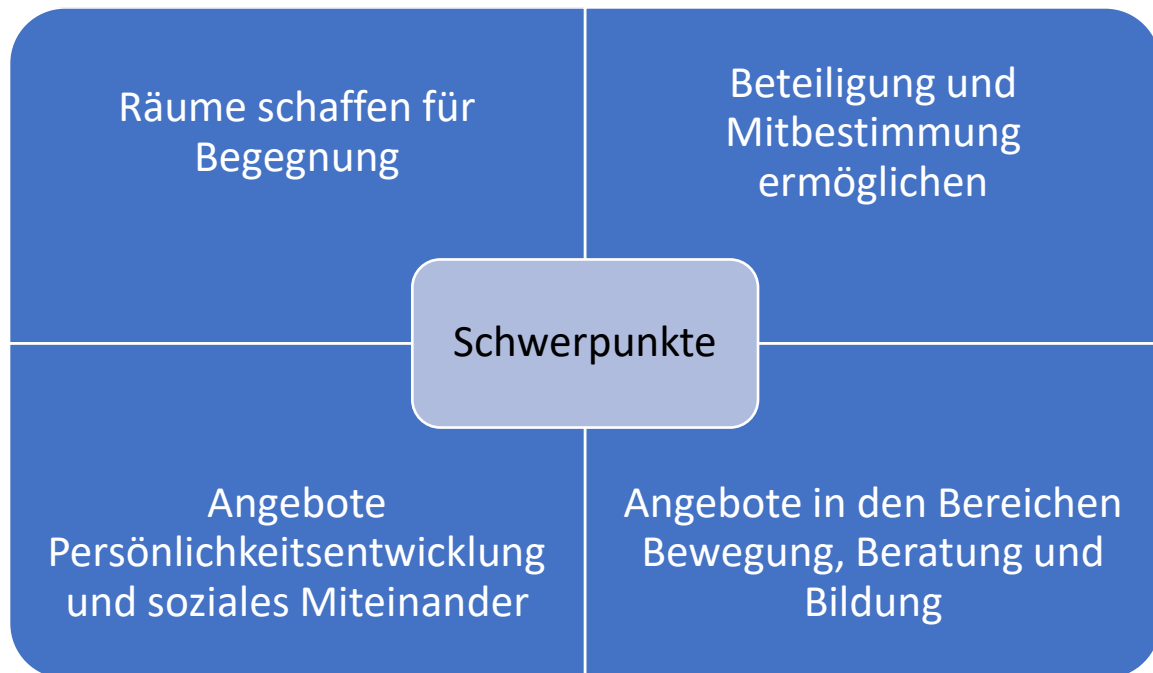 Räume schaffen für
Begegnung
Beteiligung und
Mitbestimmung
ermöglichen
Schwerpunkte
Angebote
Persönlichkeitsentwicklung
und soziales Miteinander
Angebote in den Bereichen
Bewegung, Beratung und
Bildung